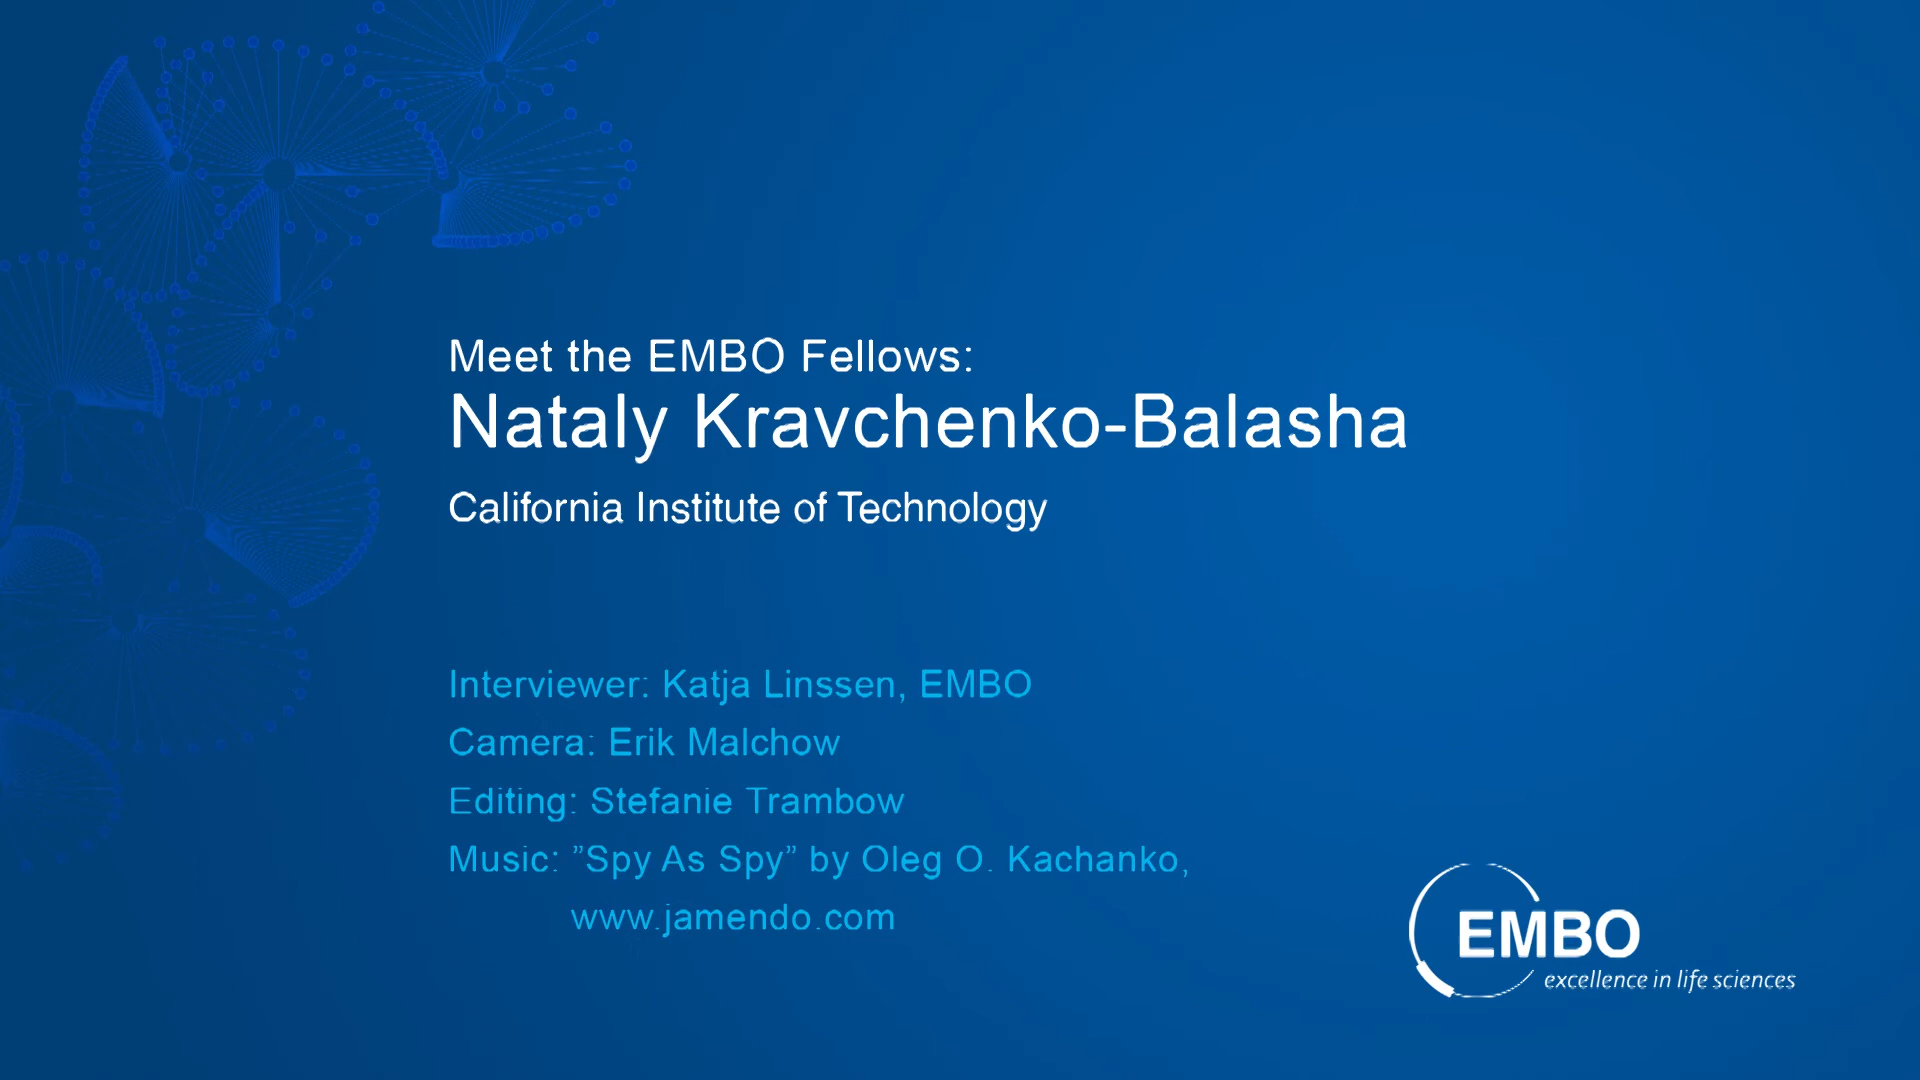 Meet the EMBO Fellows:
Nataly Kravchenko-Balasha
California Institute of Technology
Interviewer: Katja Linssen, EMBO
Camera: Erik Malchow
Editing: Stefanie Trambow
Music: ”Spy As Spy” by Oleg O. Kachanko,
www.jamendo.com
EMBO
excellence in life sciences